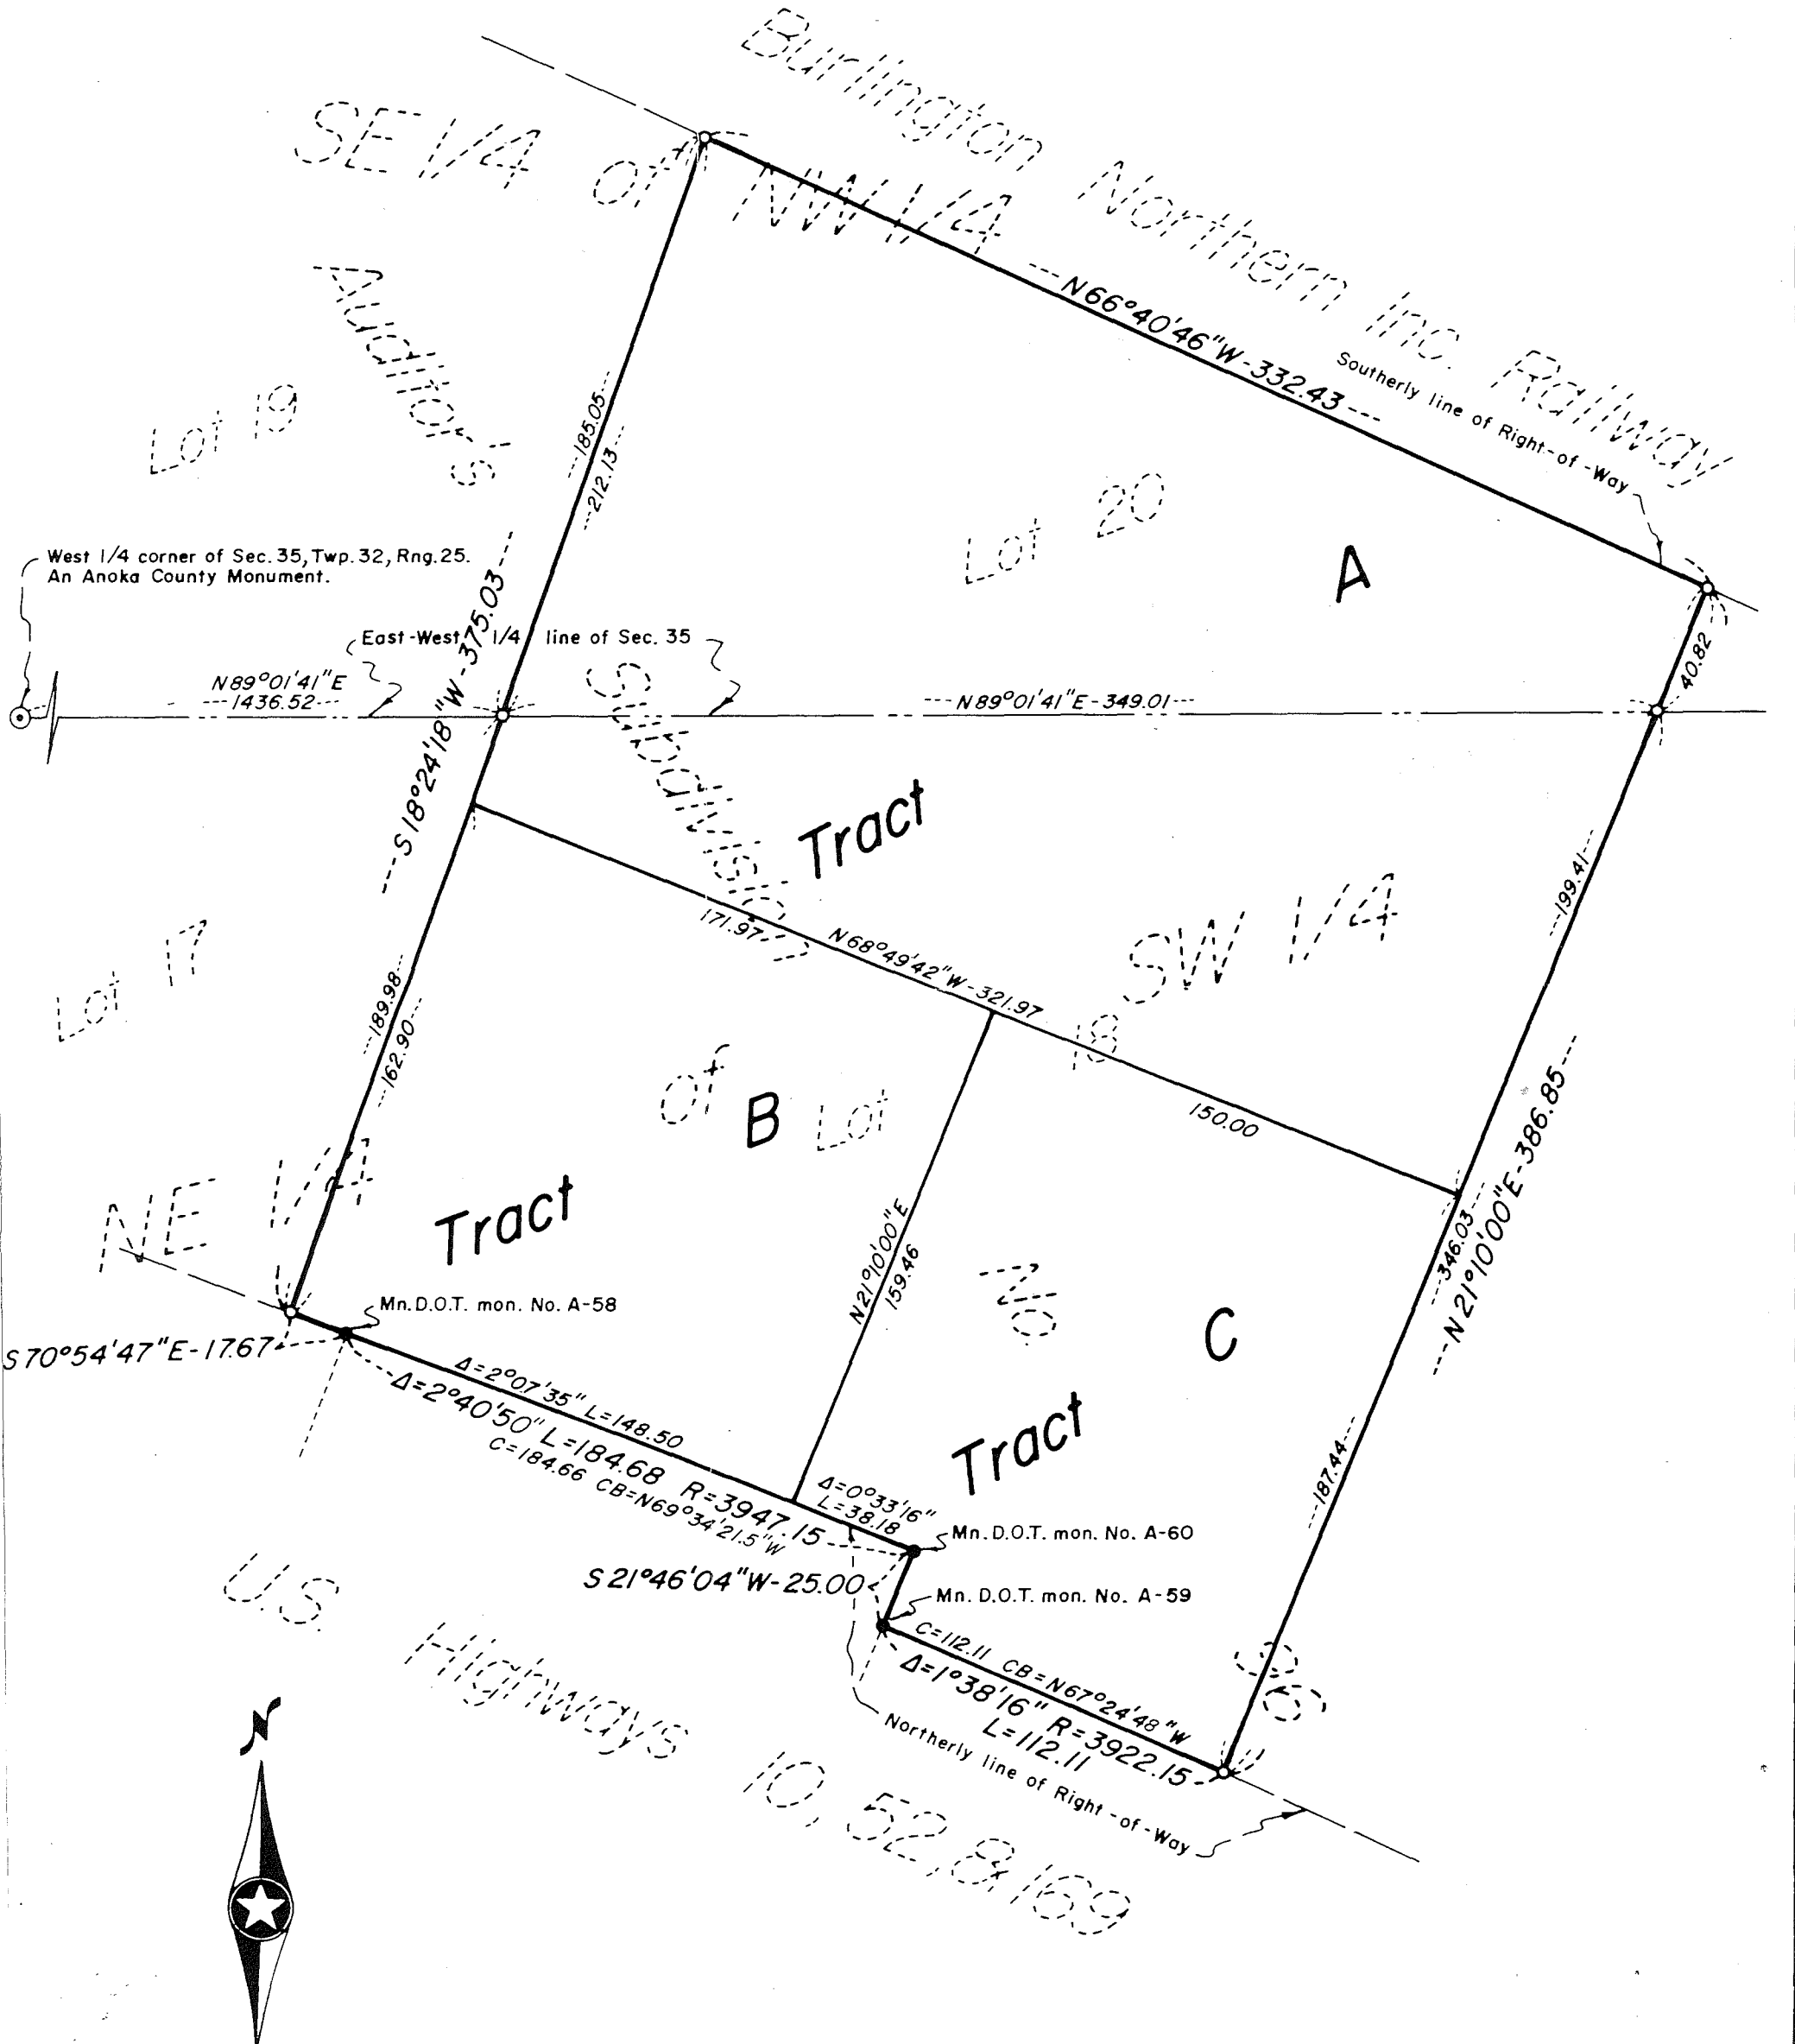 Burlington Northern Inc. Railway
SE 1/4 of NW 1/4
N66°40'46"W-332.43
Southerly line of Right-of-Way
Auditor's
Lot 19
185.05
212.13
Lot 20
A
West 1/4 corner of Sec. 35, Twp. 32, Rng. 25.
An Anoka County Monument.
S18°24'18"W-375.03
East-West 1/4 line of Sec. 35
40.82
N89°01'41"E
1436.52
N89°01'41"E-349.01
Subdivision
Tract
199.41
171.97
N68°49'42"W-321.97
SW 1/4
Lot 17
189.98
162.90
18
of
B
Lot
150.00
346.03
N21°10'00"E-386.85
NE 1/4
Tract
N21°10'00"E
159.46
No.
C
Mn.D.O.T. mon. No. A-58
S70°54'47"E-17.67
Δ=2°07'35" L=148.50
Δ=2°40'50" L=184.68 R=3947.15
C=184.66 CB=N69°34'21.5"W
Tract
187.44
Δ=0°33'16"
L=38.18
Mn.D.O.T. mon. No. A-60
S21°46'04"W-25.00
Mn. D.O.T. mon. No. A-59
C=112.11 CB=N67°24'48"W
Δ=1°38'16" R=3922.15
L=112.11
36
Northerly line of Right-of-Way
U.S. Highways 10, 52, & 169
N